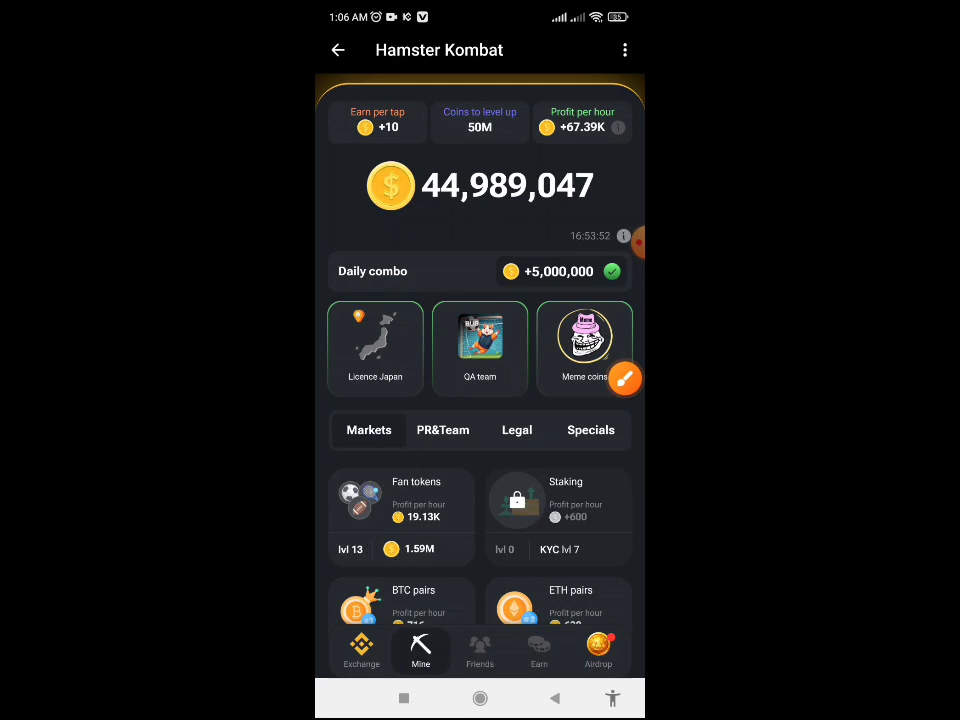 1:06 AM
55
Hamster Kombat
Earn per tap
+10
Coins to level up
50M
Profit per hour
+67.39K
44,989,047
16:53:52
Daily combo
+5,000,000
Licence Japan
QA team
Meme coins
Markets
PR&Team
Legal
Specials
Fan tokens
Profit per hour
19.13K
lvl 13
1.59M
Staking
Profit per hour
+600
lvl 0
KYC lvl 7
BTC pairs
Profit per hour
ETH pairs
Profit per hour
Exchange
Mine
Friends
Earn
Airdrop